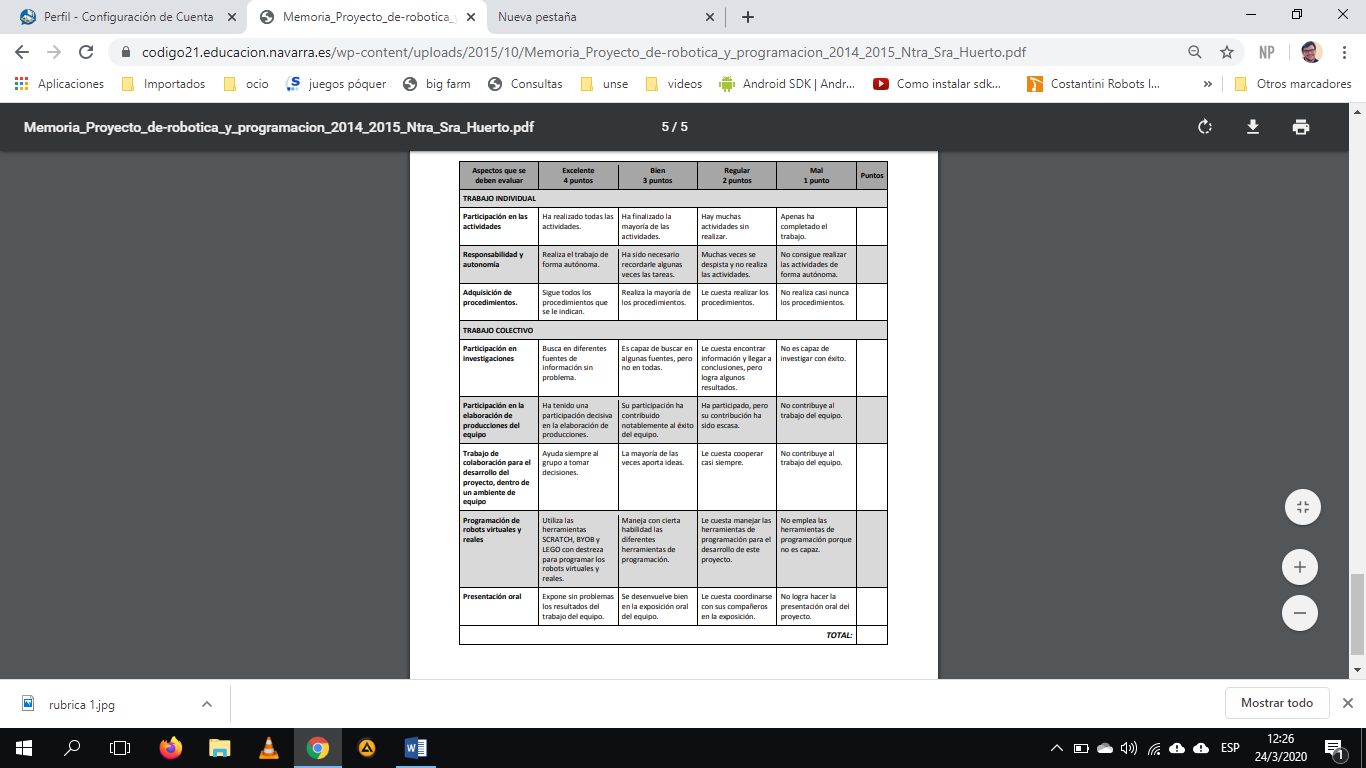 Perfil - Configuración de Cuenta
Memoria_Proyecto_de-robotica_y
Nueva pestaña
codigo21.educacion.navarra.es/wp-content/uploads/2015/10/Memoria_Proyecto_de-robotica_y_programacion_2014_2015_Ntra_Sra_Huerto.pdf
NP
Aplicaciones
Importados
ocio
juegos póquer
big farm
Consultas
unse
videos
Android SDK | Andr...
Como instalar sdk...
Costantini Robots I...
»
Otros marcadores
Memoria_Proyecto_de-robotica_y_programacion_2014_2015_Ntra_Sra_Huerto.pdf
5 / 5
Aspectos que se
deben evaluar
Excelente
4 puntos
Bien
3 puntos
Regular
2 puntos
Mal
1 punto
Puntos
TRABAJO INDIVIDUAL
Participación en las
actividades
Ha realizado todas las
actividades.
Ha finalizado la
mayoría de las
actividades.
Hay muchas
actividades sin
realizar.
Apenas ha
completado el
trabajo.
Responsabilidad y
autonomía
Realiza el trabajo de
forma autónoma.
Ha sido necesario
recordarle algunas
veces las tareas.
Muchas veces se
despista y no realiza
las actividades.
No consigue realizar
las actividades de
forma autónoma.
Adquisición de
procedimientos.
Sigue todos los
procedimientos que
se le indican.
Realiza la mayoría de
los procedimientos.
Le cuesta realizar los
procedimientos.
No realiza casi nunca
los procedimientos.
TRABAJO COLECTIVO
Participación en
investigaciones
Busca en diferentes
fuentes de
información sin
problema.
Es capaz de buscar en
algunas fuentes, pero
no en todas.
Le cuesta encontrar
información y llegar a
conclusiones, pero
logra algunos
resultados.
No es capaz de
investigar con éxito.
Participación en la
elaboración de
producciones del
equipo
Ha tenido una
participación decisiva
en la elaboración de
producciones.
Su participación ha
contribuido
notablemente al éxito
del equipo.
Ha participado, pero
su contribución ha
sido escasa.
No contribuye al
trabajo del equipo.
Trabajo de
colaboración para el
desarrollo del
proyecto, dentro de
un ambiente de
equipo
Ayuda siempre al
grupo a tomar
decisiones.
La mayoría de las
veces aporta ideas.
Le cuesta cooperar
casi siempre.
No contribuye al
trabajo del equipo.
Programación de
robots virtuales y
reales
Utiliza las
herramientas
SCRATCH, BYOB y
LEGO con destreza
para programar los
robots virtuales y
reales.
Maneja con cierta
habilidad las
diferentes
herramientas de
programación.
Le cuesta manejar las
herramientas de
programación para el
desarrollo de este
proyecto.
No emplea las
herramientas de
programación porque
no es capaz.
Presentación oral
Expone sin problemas
los resultados del
trabajo del equipo.
Se desenvuelve bien
en la exposición oral
del equipo.
Le cuesta coordinarse
con sus compañeros
en la exposición.
No logra hacer la
presentación oral del
proyecto.
TOTAL:
rubrica 1.jpg
Mostrar todo
ESP
12:26
24/3/2020
1